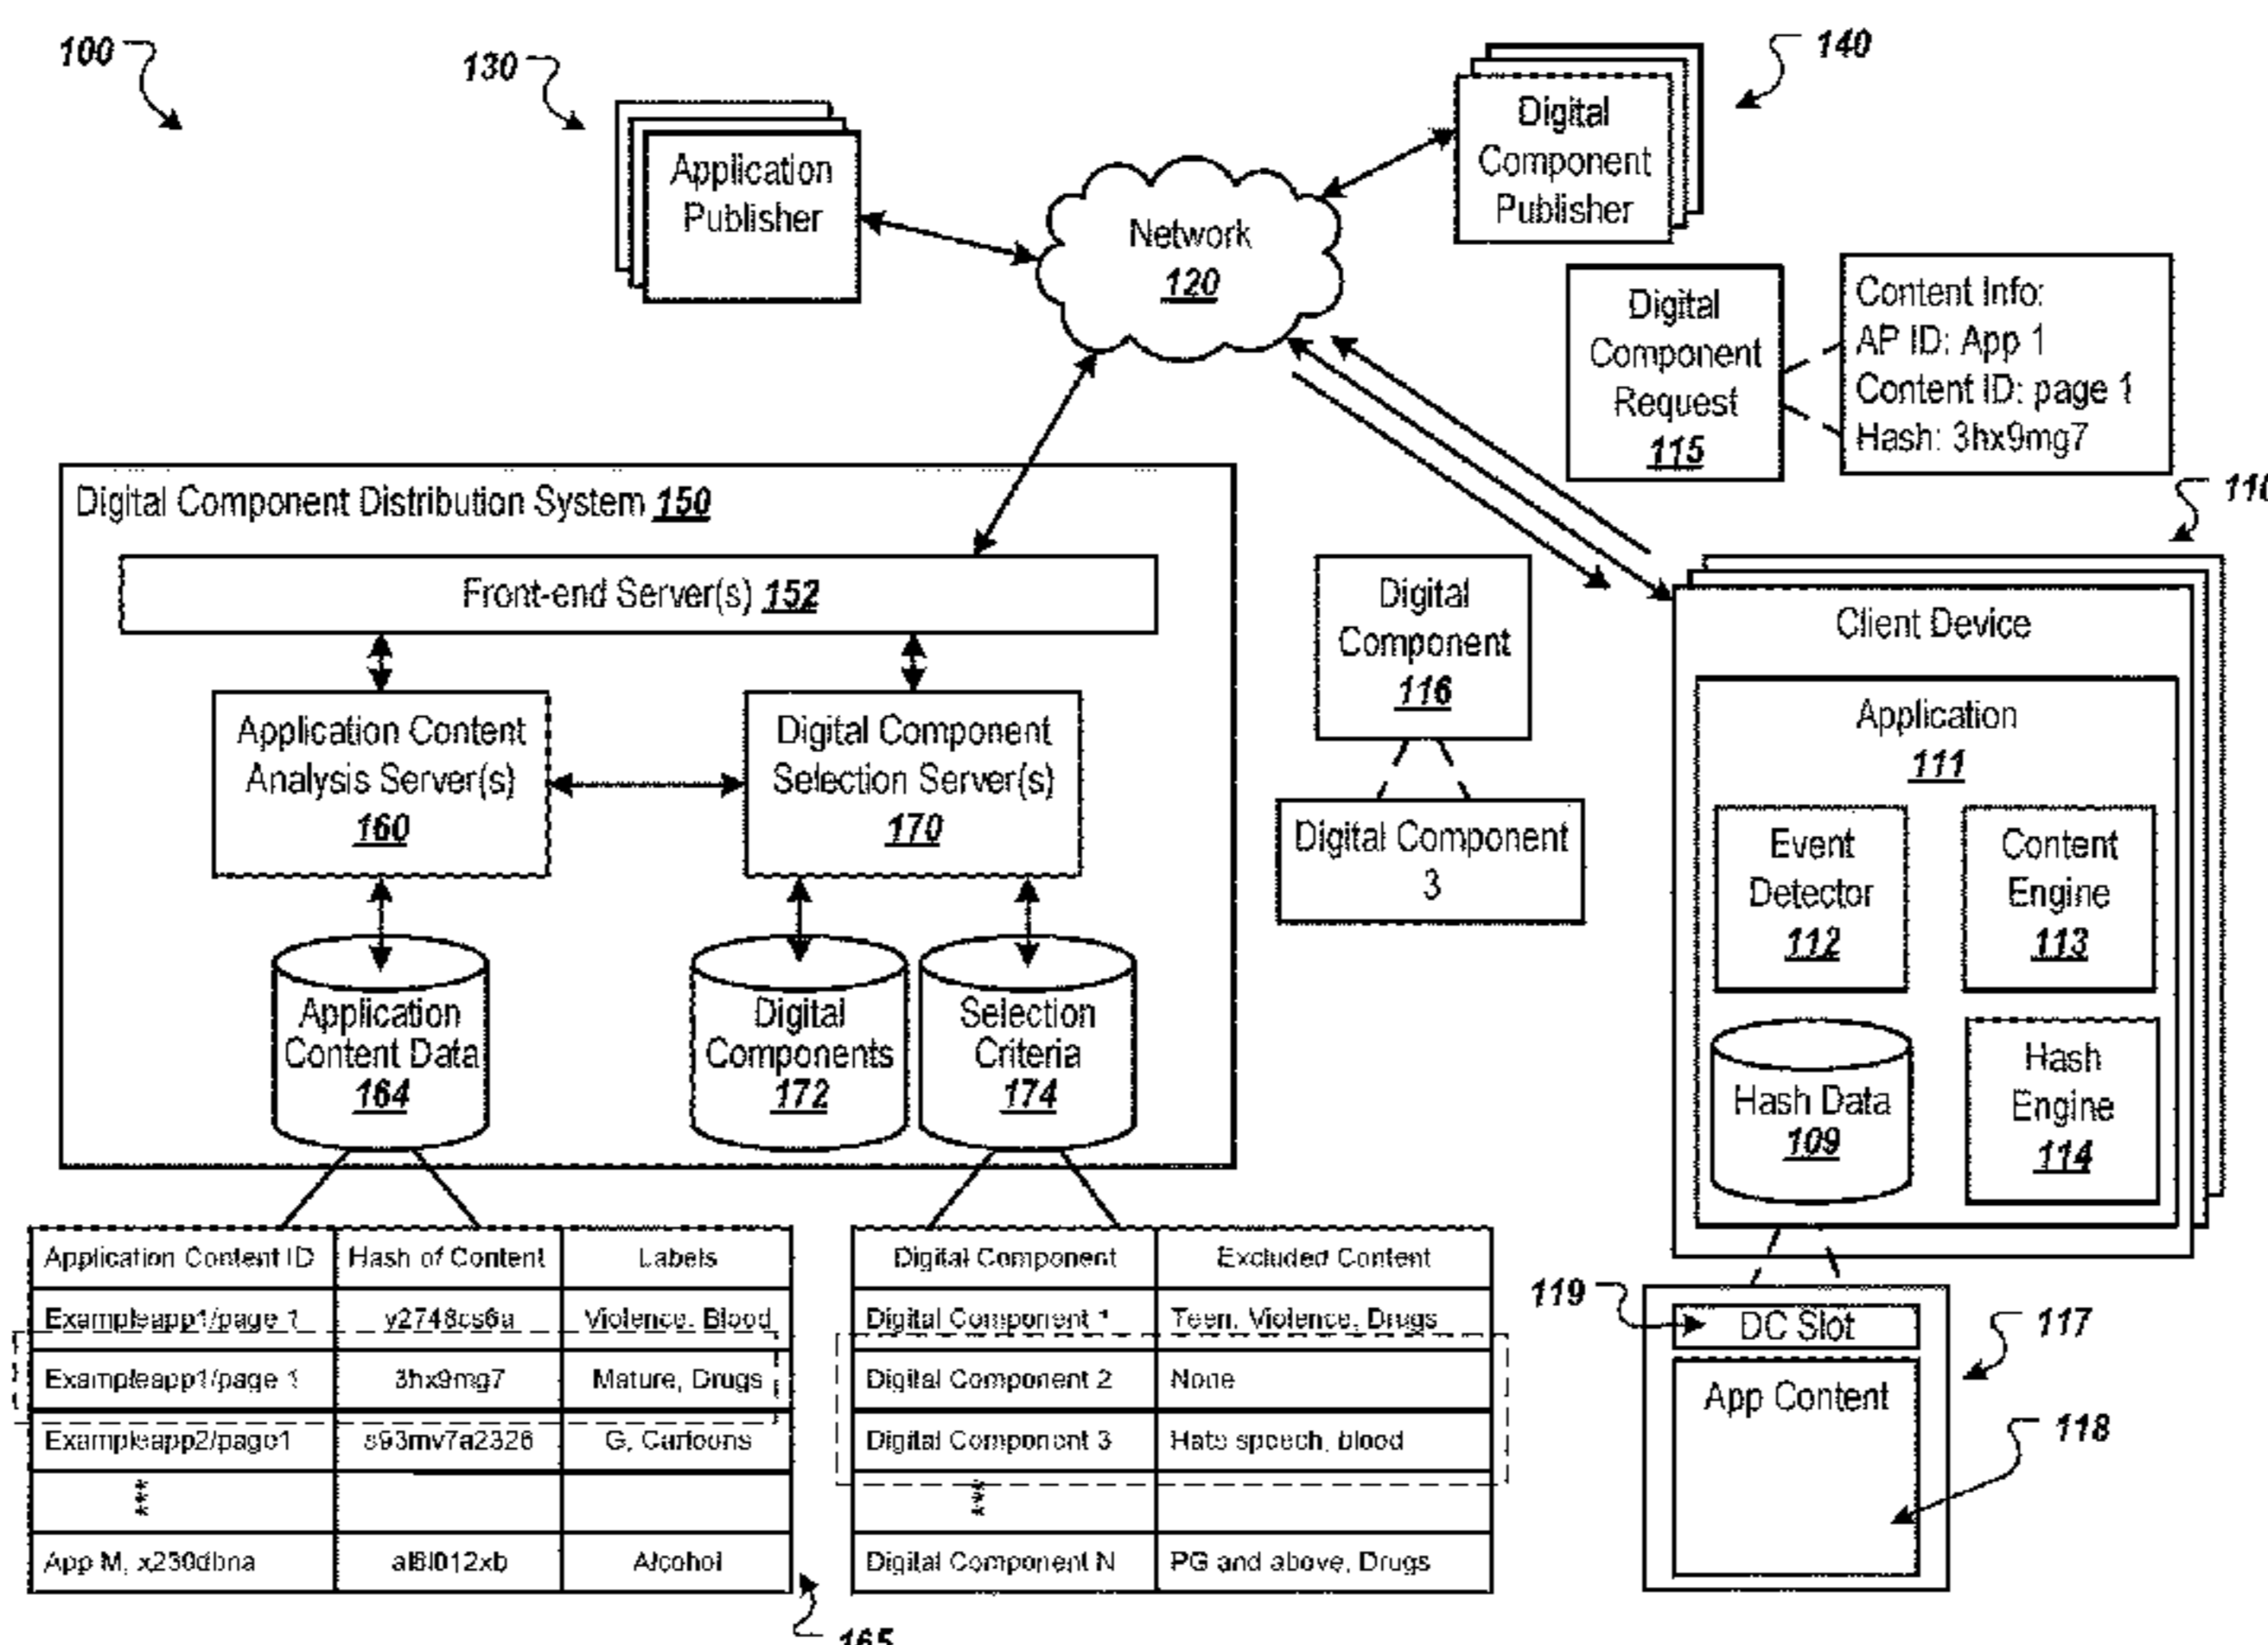 100
130
140
Application
Publisher
Digital
Component
Publisher
Network
120
Digital
Component
Request
115
Content Info:
AP ID: App 1
Content ID: page 1
Hash: 3hx9mg7
110
Digital Component Distribution System 150
Front-end Server(s) 152
Application Content
Analysis Server(s)
160
Digital Component
Selection Server(s)
170
Application
Content Data
164
Digital
Components
172
Selection
Criteria
174
Digital
Component
116
Digital Component
3
Client Device
Application
111
Event
Detector
112
Content
Engine
113
Hash Data
109
Hash
Engine
114
Application Content ID Hash of Content Labels
Exampleapp1/page 1 y2748cs6a Violence, Blood
Exampleapp1/page 1 3hx9mg7 Mature, Drugs
Exampleapp2/page1 s93mv7a2326 G, Cartoons
***
App M, x230dbna al8l012xb Alcohol
165
Digital Component Excluded Content
Digital Component 1 Teen, Violence, Drugs
Digital Component 2 None
Digital Component 3 Hate speech, blood
***
Digital Component N PG and above, Drugs
119
DC Slot
117
App Content
118